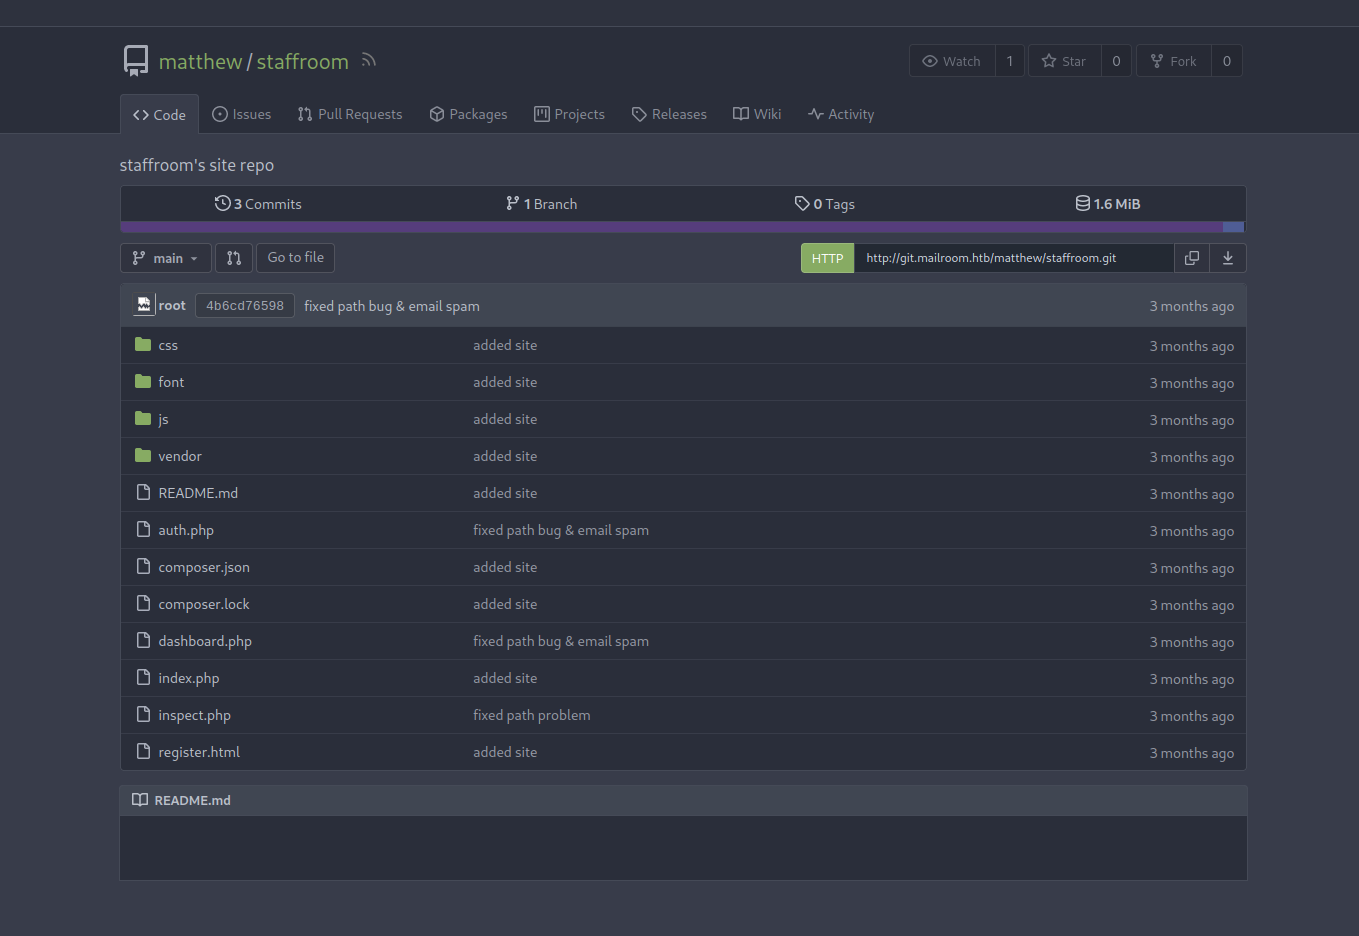 matthew / staffroom
Watch 1 Star 0 Fork 0
Code Issues Pull Requests Packages Projects Releases Wiki Activity
staffroom's site repo
3 Commits 1 Branch 0 Tags 1.6 MiB
main Go to file HTTP http://git.mailroom.htb/matthew/staffroom.git
root 4b6cd76598 fixed path bug & email spam 3 months ago
css added site 3 months ago
font added site 3 months ago
js added site 3 months ago
vendor added site 3 months ago
README.md added site 3 months ago
auth.php fixed path bug & email spam 3 months ago
composer.json added site 3 months ago
composer.lock added site 3 months ago
dashboard.php fixed path bug & email spam 3 months ago
index.php added site 3 months ago
inspect.php fixed path problem 3 months ago
register.html added site 3 months ago
README.md